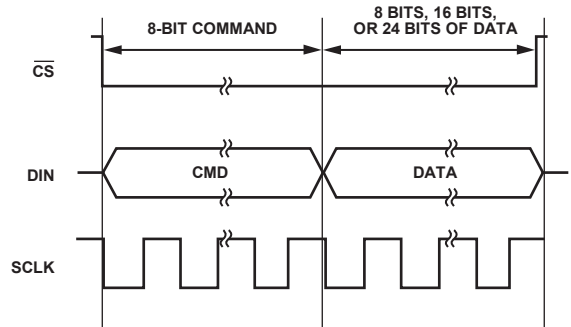 8-BIT COMMAND
8 BITS, 16 BITS,
OR 24 BITS OF DATA
CS
DIN
CMD
DATA
SCLK